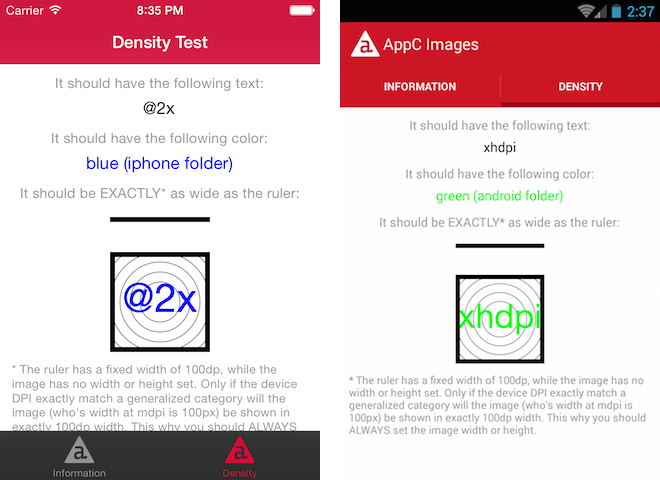 Carrier 8:35 PM
Density Test
It should have the following text:
@2x
It should have the following color:
blue (iphone folder)
It should be EXACTLY* as wide as the ruler:
@2x
* The ruler has a fixed width of 100dp, while the
image has no width or height set. Only if the device
DPI exactly match a generalized category will the
image (who's width at mdpi is 100px) be shown in
exactly 100dp width. This why you should ALWAYS
a a
Information Density
2:37
a AppC Images
INFORMATION DENSITY
It should have the following text:
xhdpi
It should have the following color:
green (android folder)
It should be EXACTLY* as wide as the ruler:
xhdpi
* The ruler has a fixed width of 100dp, while the image has no
width or height set. Only if the device DPI exactly match a
generalized category will the image (who's width at mdpi is
100px) be shown in exactly 100dp width. This why you should
ALWAYS set the image width or height.